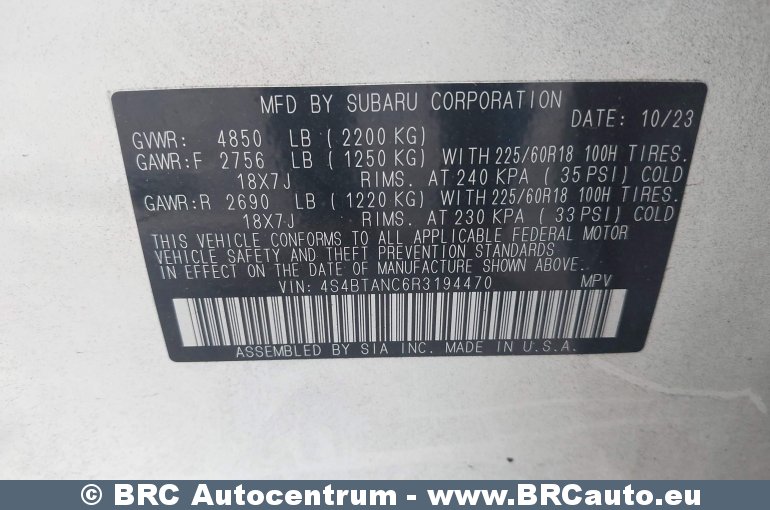 MFD BY SUBARU CORPORATION
DATE: 10/23
GVWR: 4850 LB (2200 KG)
GAWR:F 2756 LB (1250 KG) WITH 225/60R18 100H TIRES.
18X7J RIMS. AT 240 KPA (35 PSI) COLD
GAWR:R 2690 LB (1220 KG) WITH 225/60R18 100H TIRES.
18X7J RIMS. AT 230 KPA (33 PSI) COLD
THIS VEHICLE CONFORMS TO ALL APPLICABLE FEDERAL MOTOR
VEHICLE SAFETY AND THEFT PREVENTION STANDARDS
IN EFFECT ON THE DATE OF MANUFACTURE SHOWN ABOVE.
VIN: 4S4BTANC6R3194470 MPV
ASSEMBLED BY SIA INC. MADE IN U.S.A.
© BRC Autocentrum - www.BRCauto.eu